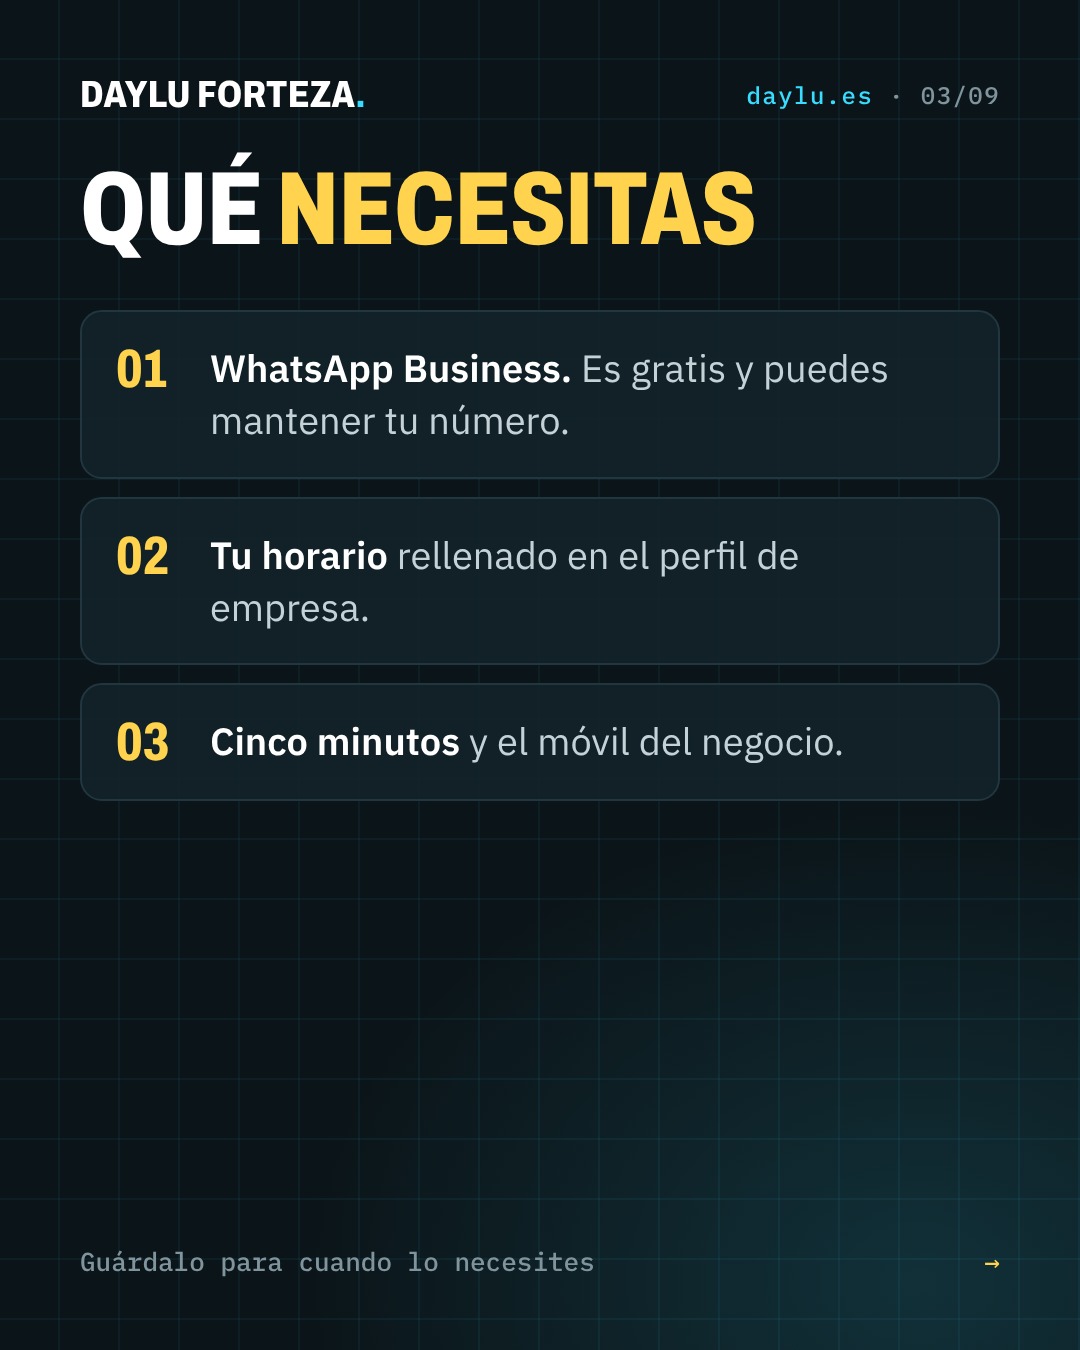 DAYLU FORTEZA.
daylu.es · 03/09
QUÉ NECESITAS
01 WhatsApp Business. Es gratis y puedes
mantener tu número.
02 Tu horario rellenado en el perfil de
empresa.
03 Cinco minutos y el móvil del negocio.
Guárdalo para cuando lo necesites →